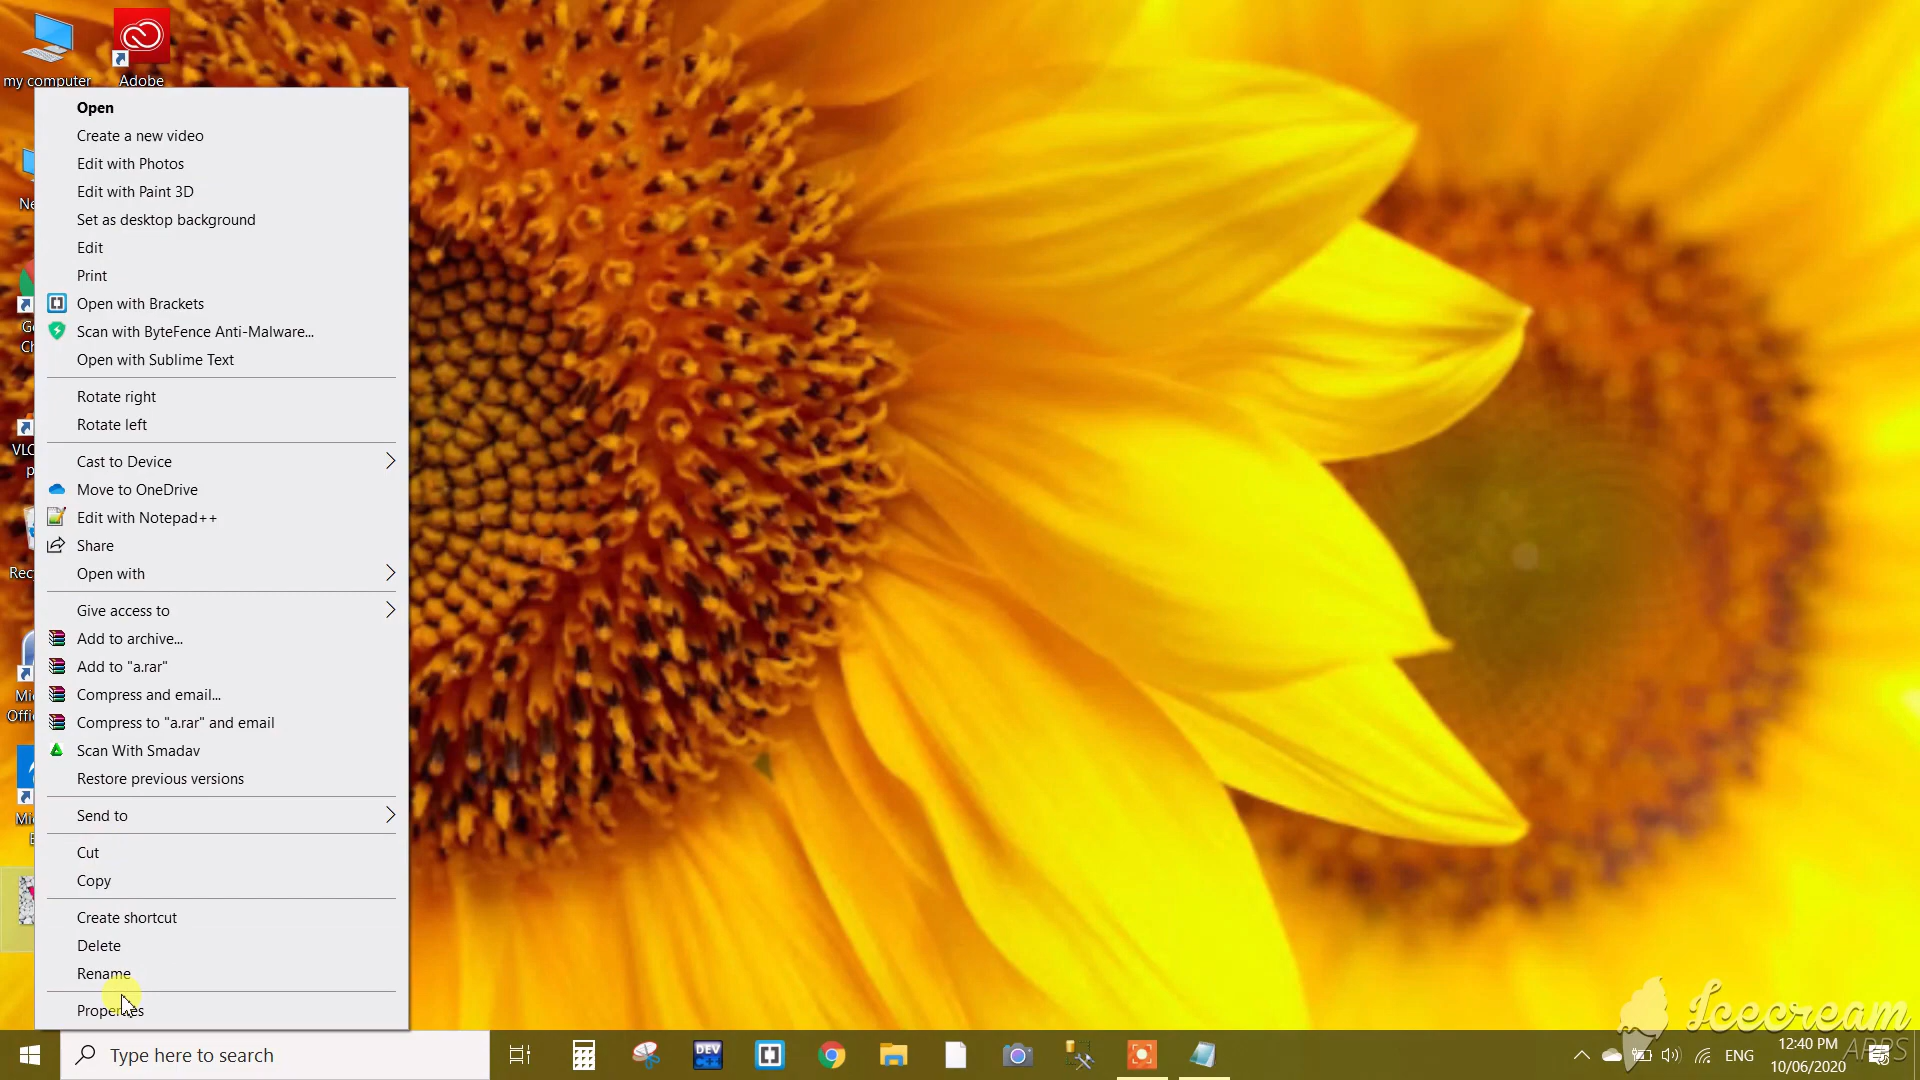 my computer
Adobe
Open
Create a new video
Edit with Photos
Edit with Paint 3D
Set as desktop background
Edit
Print
Open with Brackets
Scan with ByteFence Anti-Malware...
Open with Sublime Text
Rotate right
Rotate left
Cast to Device
Move to OneDrive
Edit with Notepad++
Share
Open with
Give access to
Add to archive...
Add to "a.rar"
Compress and email...
Compress to "a.rar" and email
Scan With Smadav
Restore previous versions
Send to
Cut
Copy
Create shortcut
Delete
Rename
Properties
Type here to search
DEV
ENG
12:40 PM
10/06/2020
Icecream
APPS